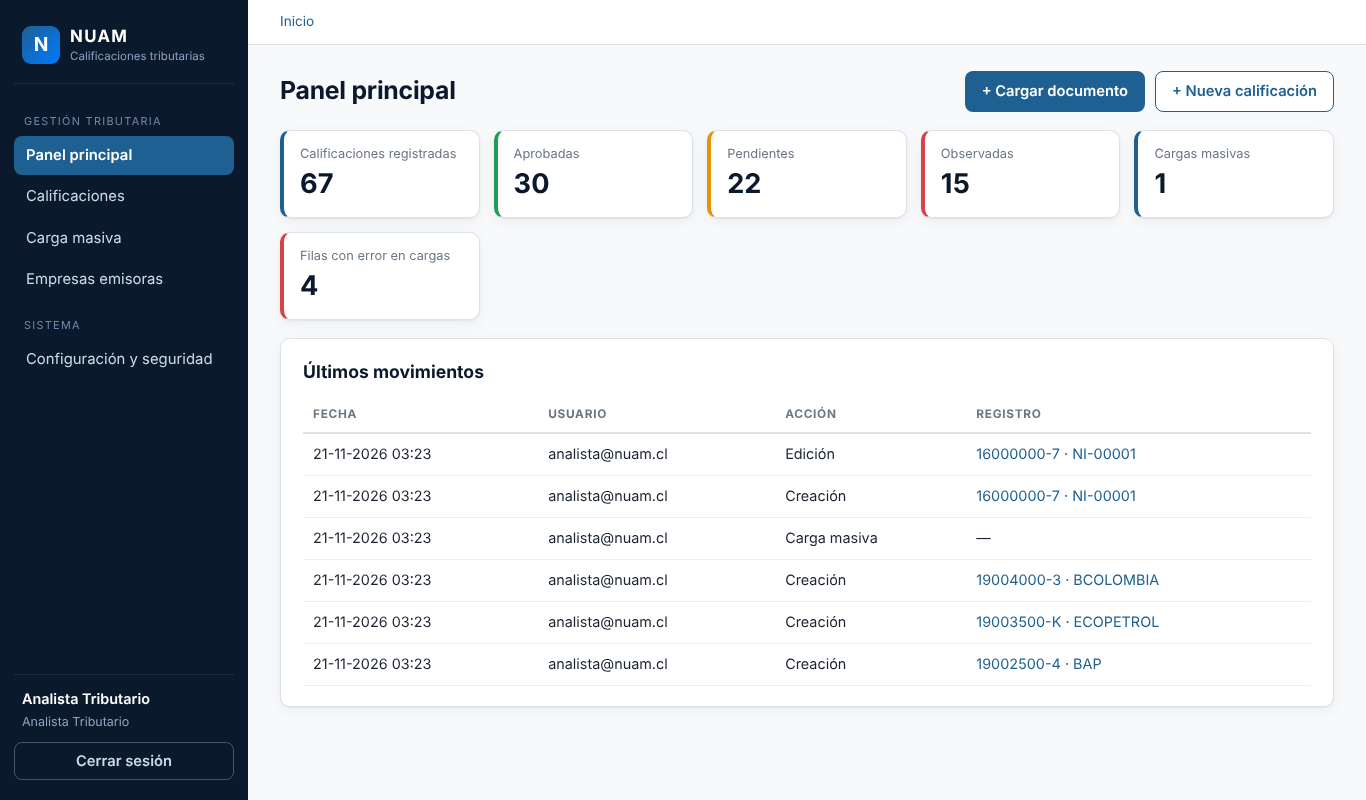 N
NUAM
Calificaciones tributarias
GESTIÓN TRIBUTARIA
Panel principal
Calificaciones
Carga masiva
Empresas emisoras
SISTEMA
Configuración y seguridad
Analista Tributario
Analista Tributario
Cerrar sesión
Inicio
Panel principal
+ Cargar documento
+ Nueva calificación
Calificaciones registradas
67
Aprobadas
30
Pendientes
22
Observadas
15
Cargas masivas
1
Filas con error en cargas
4
Últimos movimientos
FECHA USUARIO ACCIÓN REGISTRO
21-11-2026 03:23 analista@nuam.cl Edición 16000000-7 · NI-00001
21-11-2026 03:23 analista@nuam.cl Creación 16000000-7 · NI-00001
21-11-2026 03:23 analista@nuam.cl Carga masiva —
21-11-2026 03:23 analista@nuam.cl Creación 19004000-3 · BCOLOMBIA
21-11-2026 03:23 analista@nuam.cl Creación 19003500-K · ECOPETROL
21-11-2026 03:23 analista@nuam.cl Creación 19002500-4 · BAP